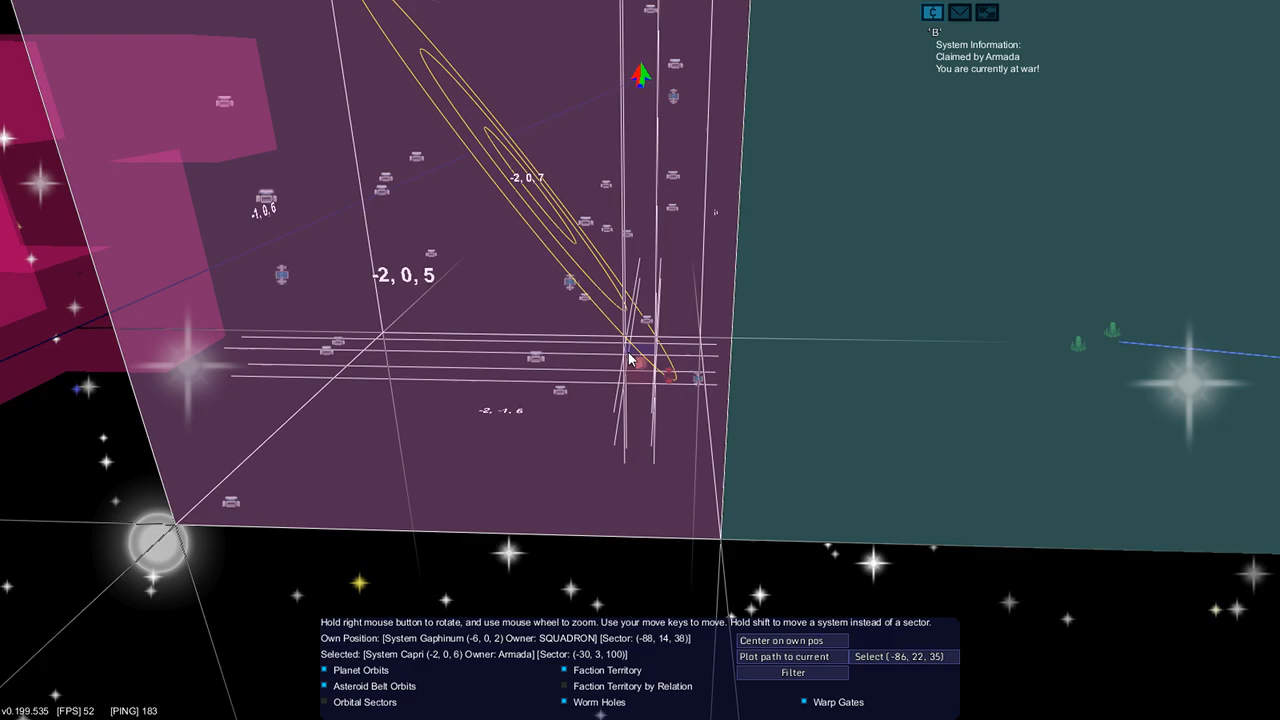 'B'
System Information:
Claimed by Armada
You are currently at war!
-2, 0, 7
-1, 0, 6
-2, 0, 5
-2, -1, 6
Hold right mouse button to rotate, and use mouse wheel to zoom. Use your move keys to move. Hold shift to move a system instead of a sector.
Own Position: [System Gaphinum (-6, 0, 2) Owner: SQUADRON] [Sector: (-88, 14, 38)]
Center on own pos
Selected: [System Capri (-2, 0, 6) Owner: Armada] [Sector: (-30, 3, 100)]
Plot path to current
Select (-86, 22, 35)
Planet Orbits
Faction Territory
Filter
Asteroid Belt Orbits
Faction Territory by Relation
Orbital Sectors
Worm Holes
Warp Gates
v0.199.535 [FPS] 52 [PING] 183